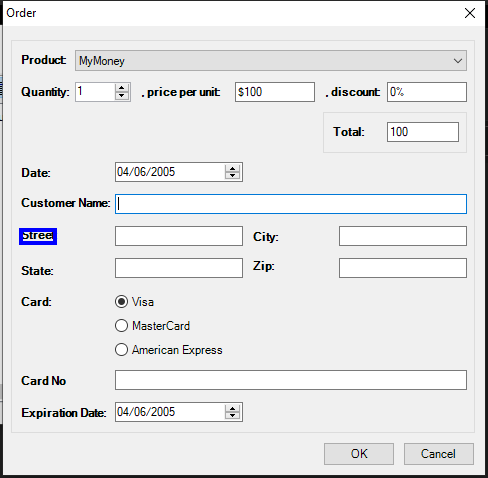 Order
Product: MyMoney
Quantity: 1 , price per unit: $100 , discount: 0%
Total: 100
Date: 04/06/2005
Customer Name:
Street City:
State: Zip:
Card: Visa
MasterCard
American Express
Card No
Expiration Date: 04/06/2005
OK Cancel